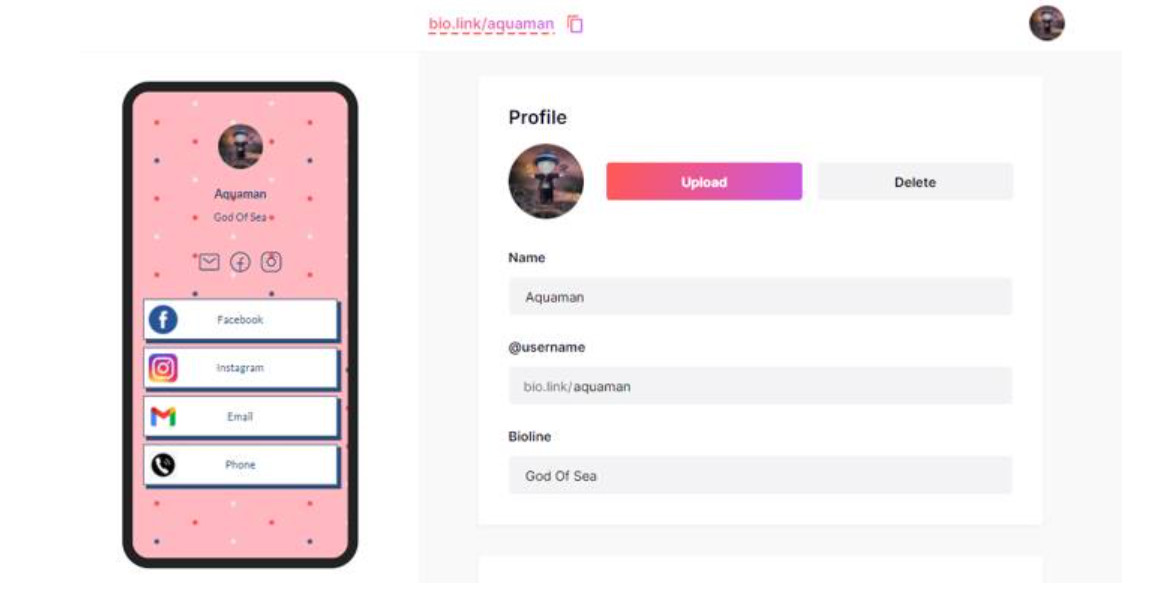 bio.link/aquaman
Aquaman
God Of Sea
Facebook
Instagram
Email
Phone
Profile
Upload Delete
Name
Aquaman
@username
bio.link/aquaman
Bioline
God Of Sea